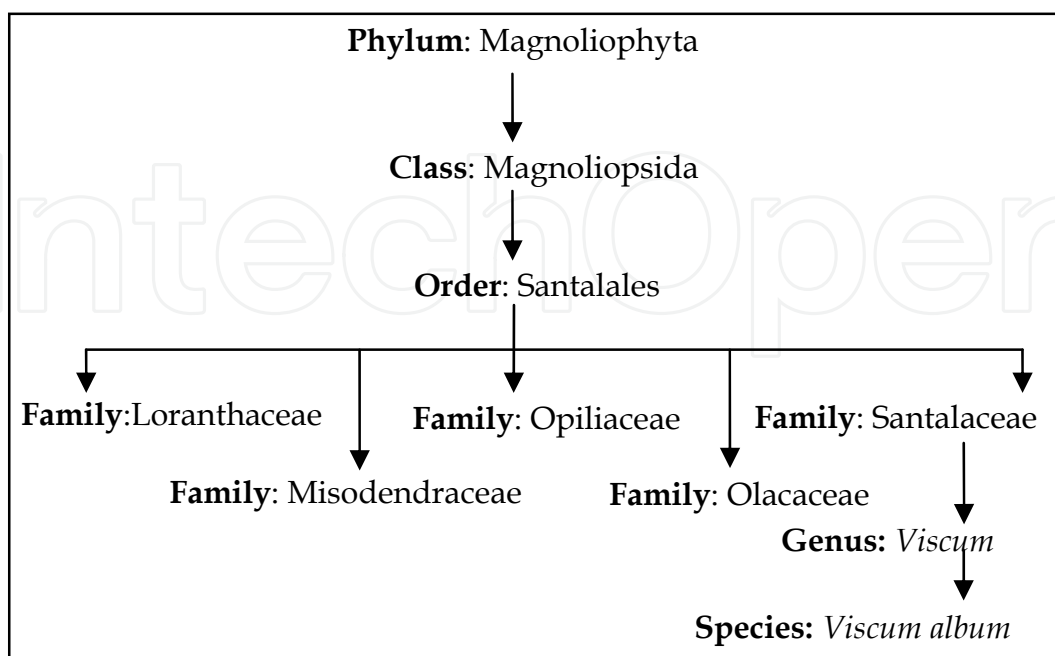 Phylum: Magnoliophyta
Class: Magnoliopsida
Order: Santalales
Family:Loranthaceae
Family: Opiliaceae
Family: Santalaceae
Family: Misodendraceae
Family: Olacaceae
Genus: Viscum
Species: Viscum album
IntechOpen